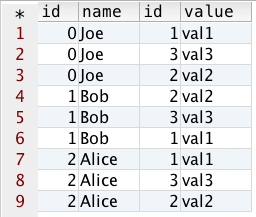 * id name id value
1 0 Joe 1 val1
2 0 Joe 3 val3
3 0 Joe 2 val2
4 1 Bob 2 val2
5 1 Bob 3 val3
6 1 Bob 1 val1
7 2 Alice 1 val1
8 2 Alice 3 val3
9 2 Alice 2 val2